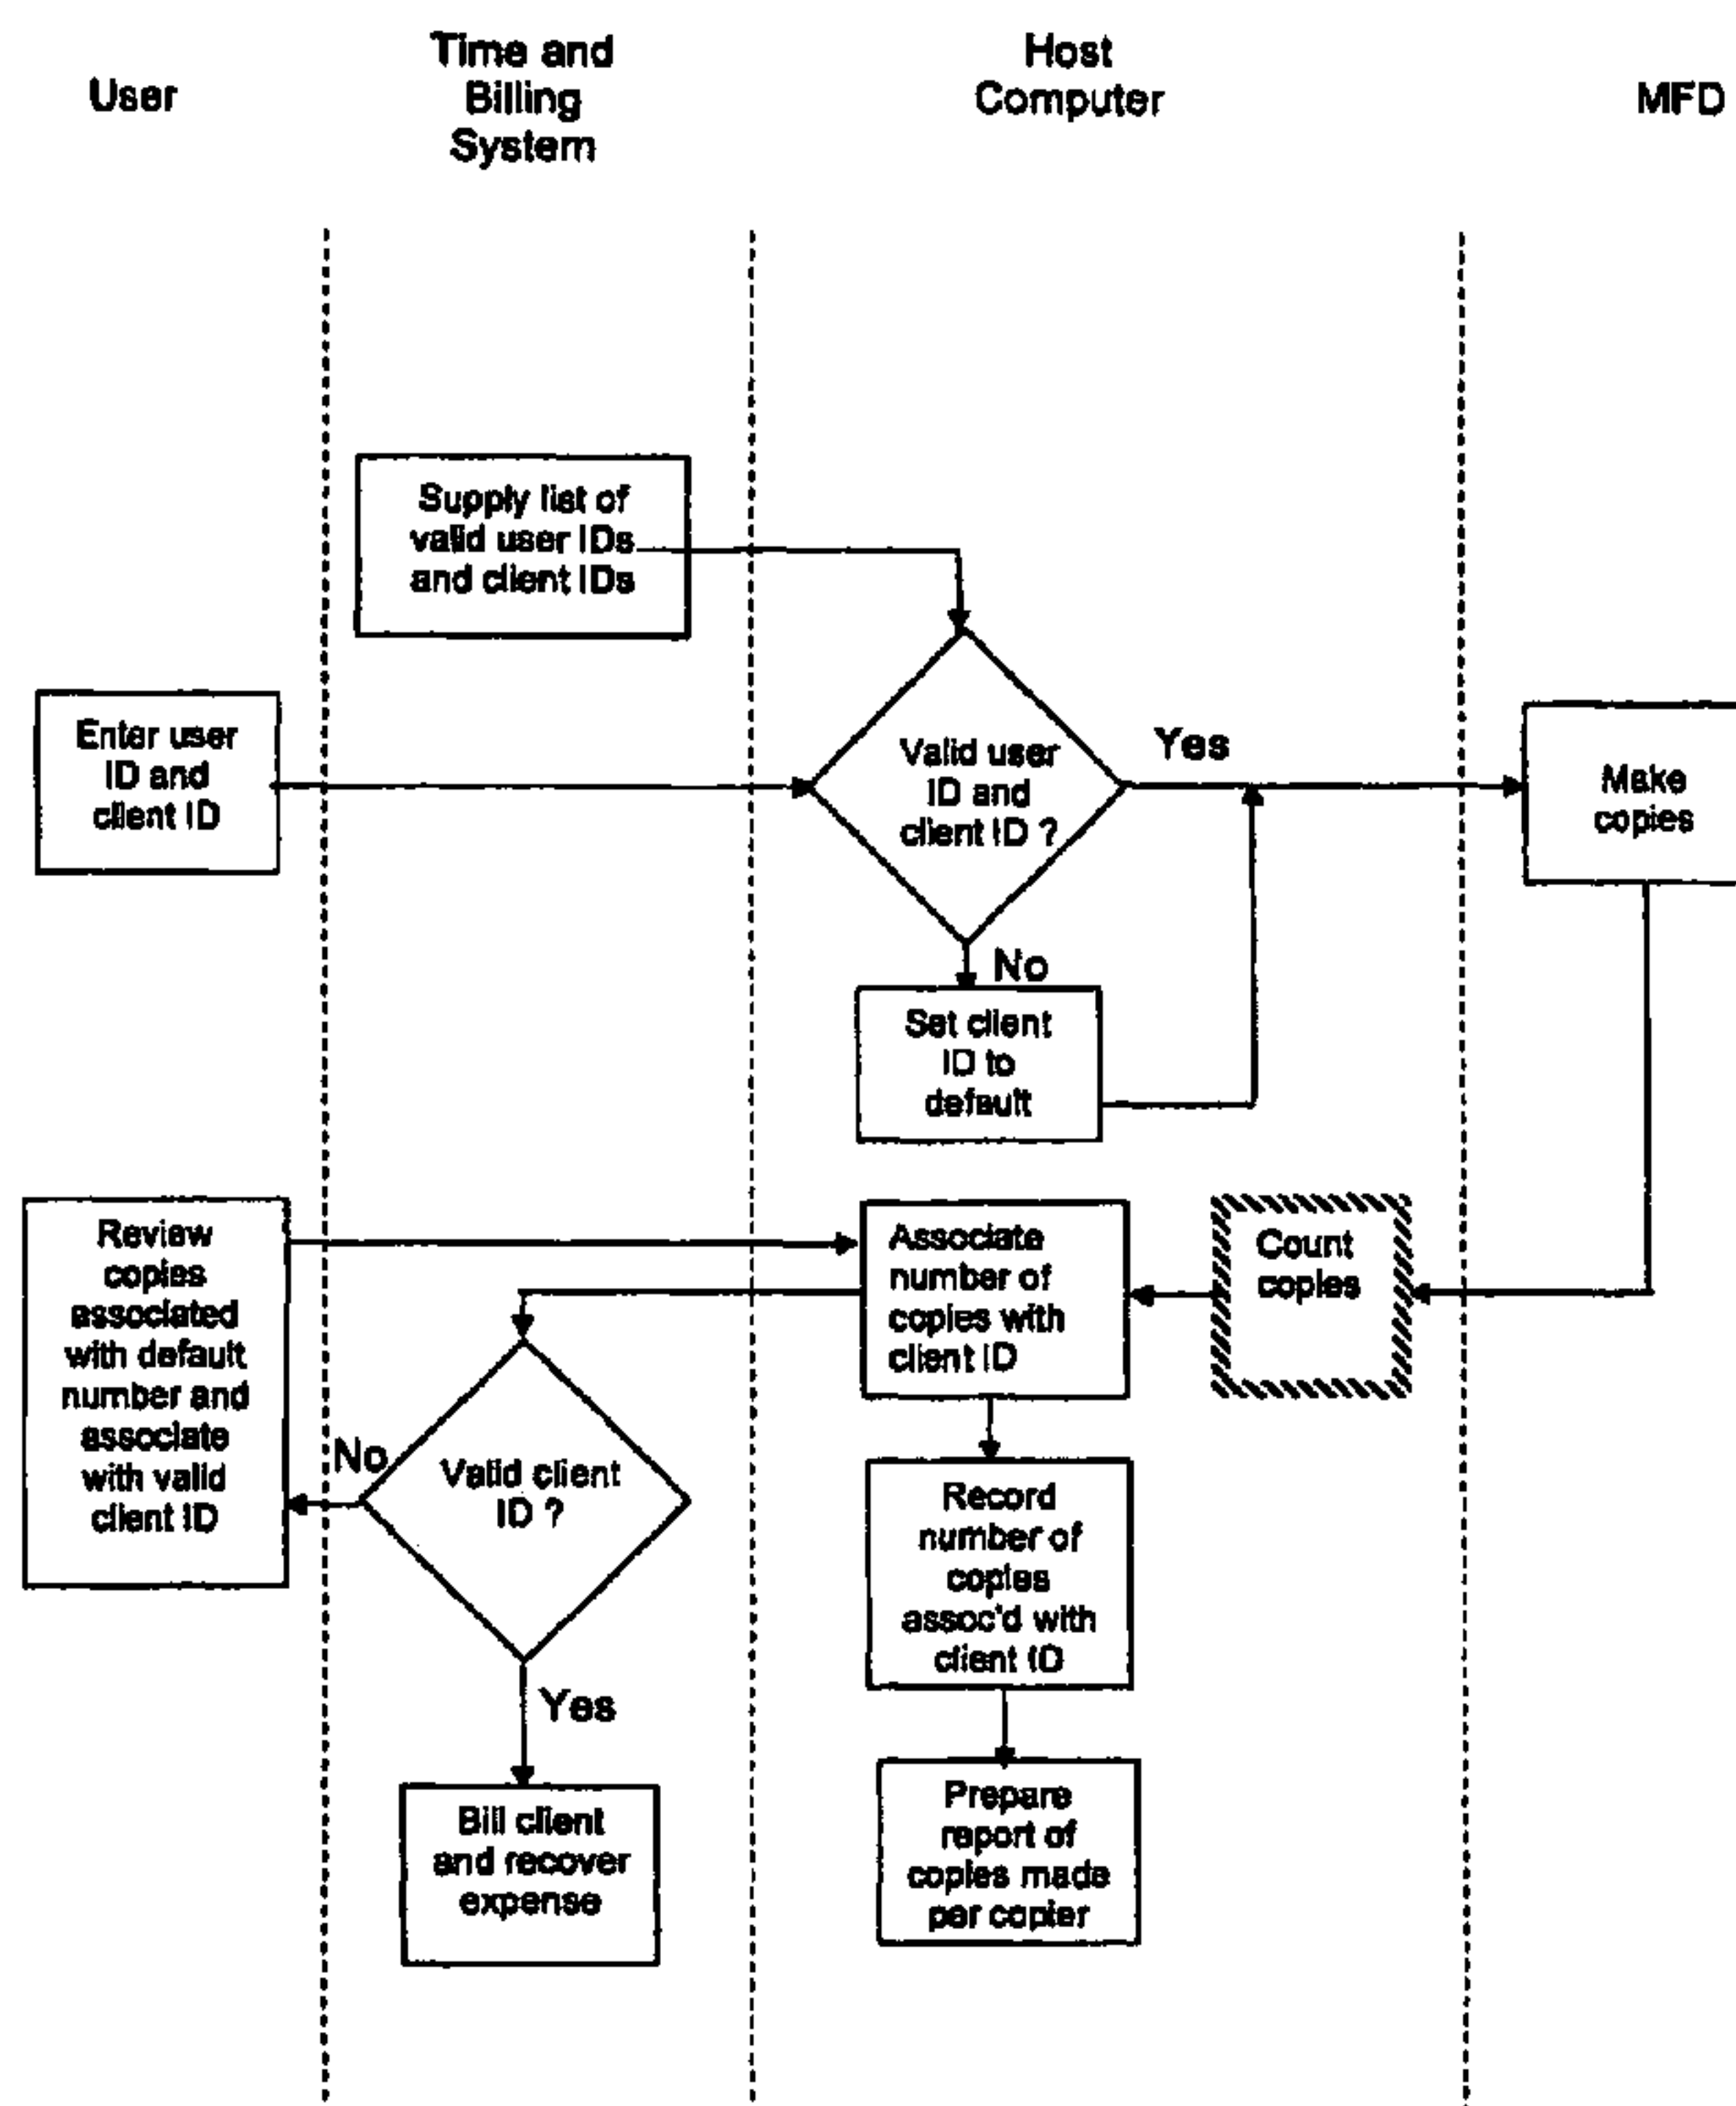 User
Time and
Billing
System
Host
Computer
MFD
Supply list of
valid user IDs
and client IDs
Enter user
ID and
client ID
Valid user
ID and
client ID ?
Yes
Make
copies
No
Set client
ID to
default
Review
copies
associated
with default
number and
associate
with valid
client ID
Associate
number of
copies with
client ID
Count
copies
No
Valid client
ID ?
Record
number of
copies
assoc'd with
client ID
Yes
Bill client
and recover
expense
Prepare
report of
copies made
per copier